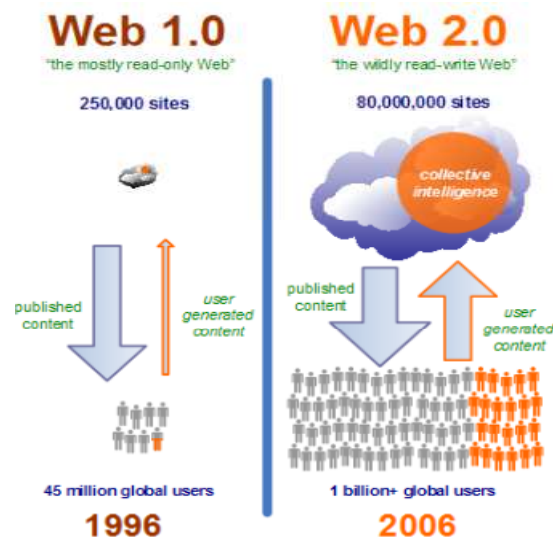 Web 1.0
"the mostly read-only Web"
250,000 sites
published
content
user
generated
content
45 million global users
1996
Web 2.0
"the wildly read-write Web"
80,000,000 sites
collective
intelligence
published
content
user
generated
content
1 billion+ global users
2006